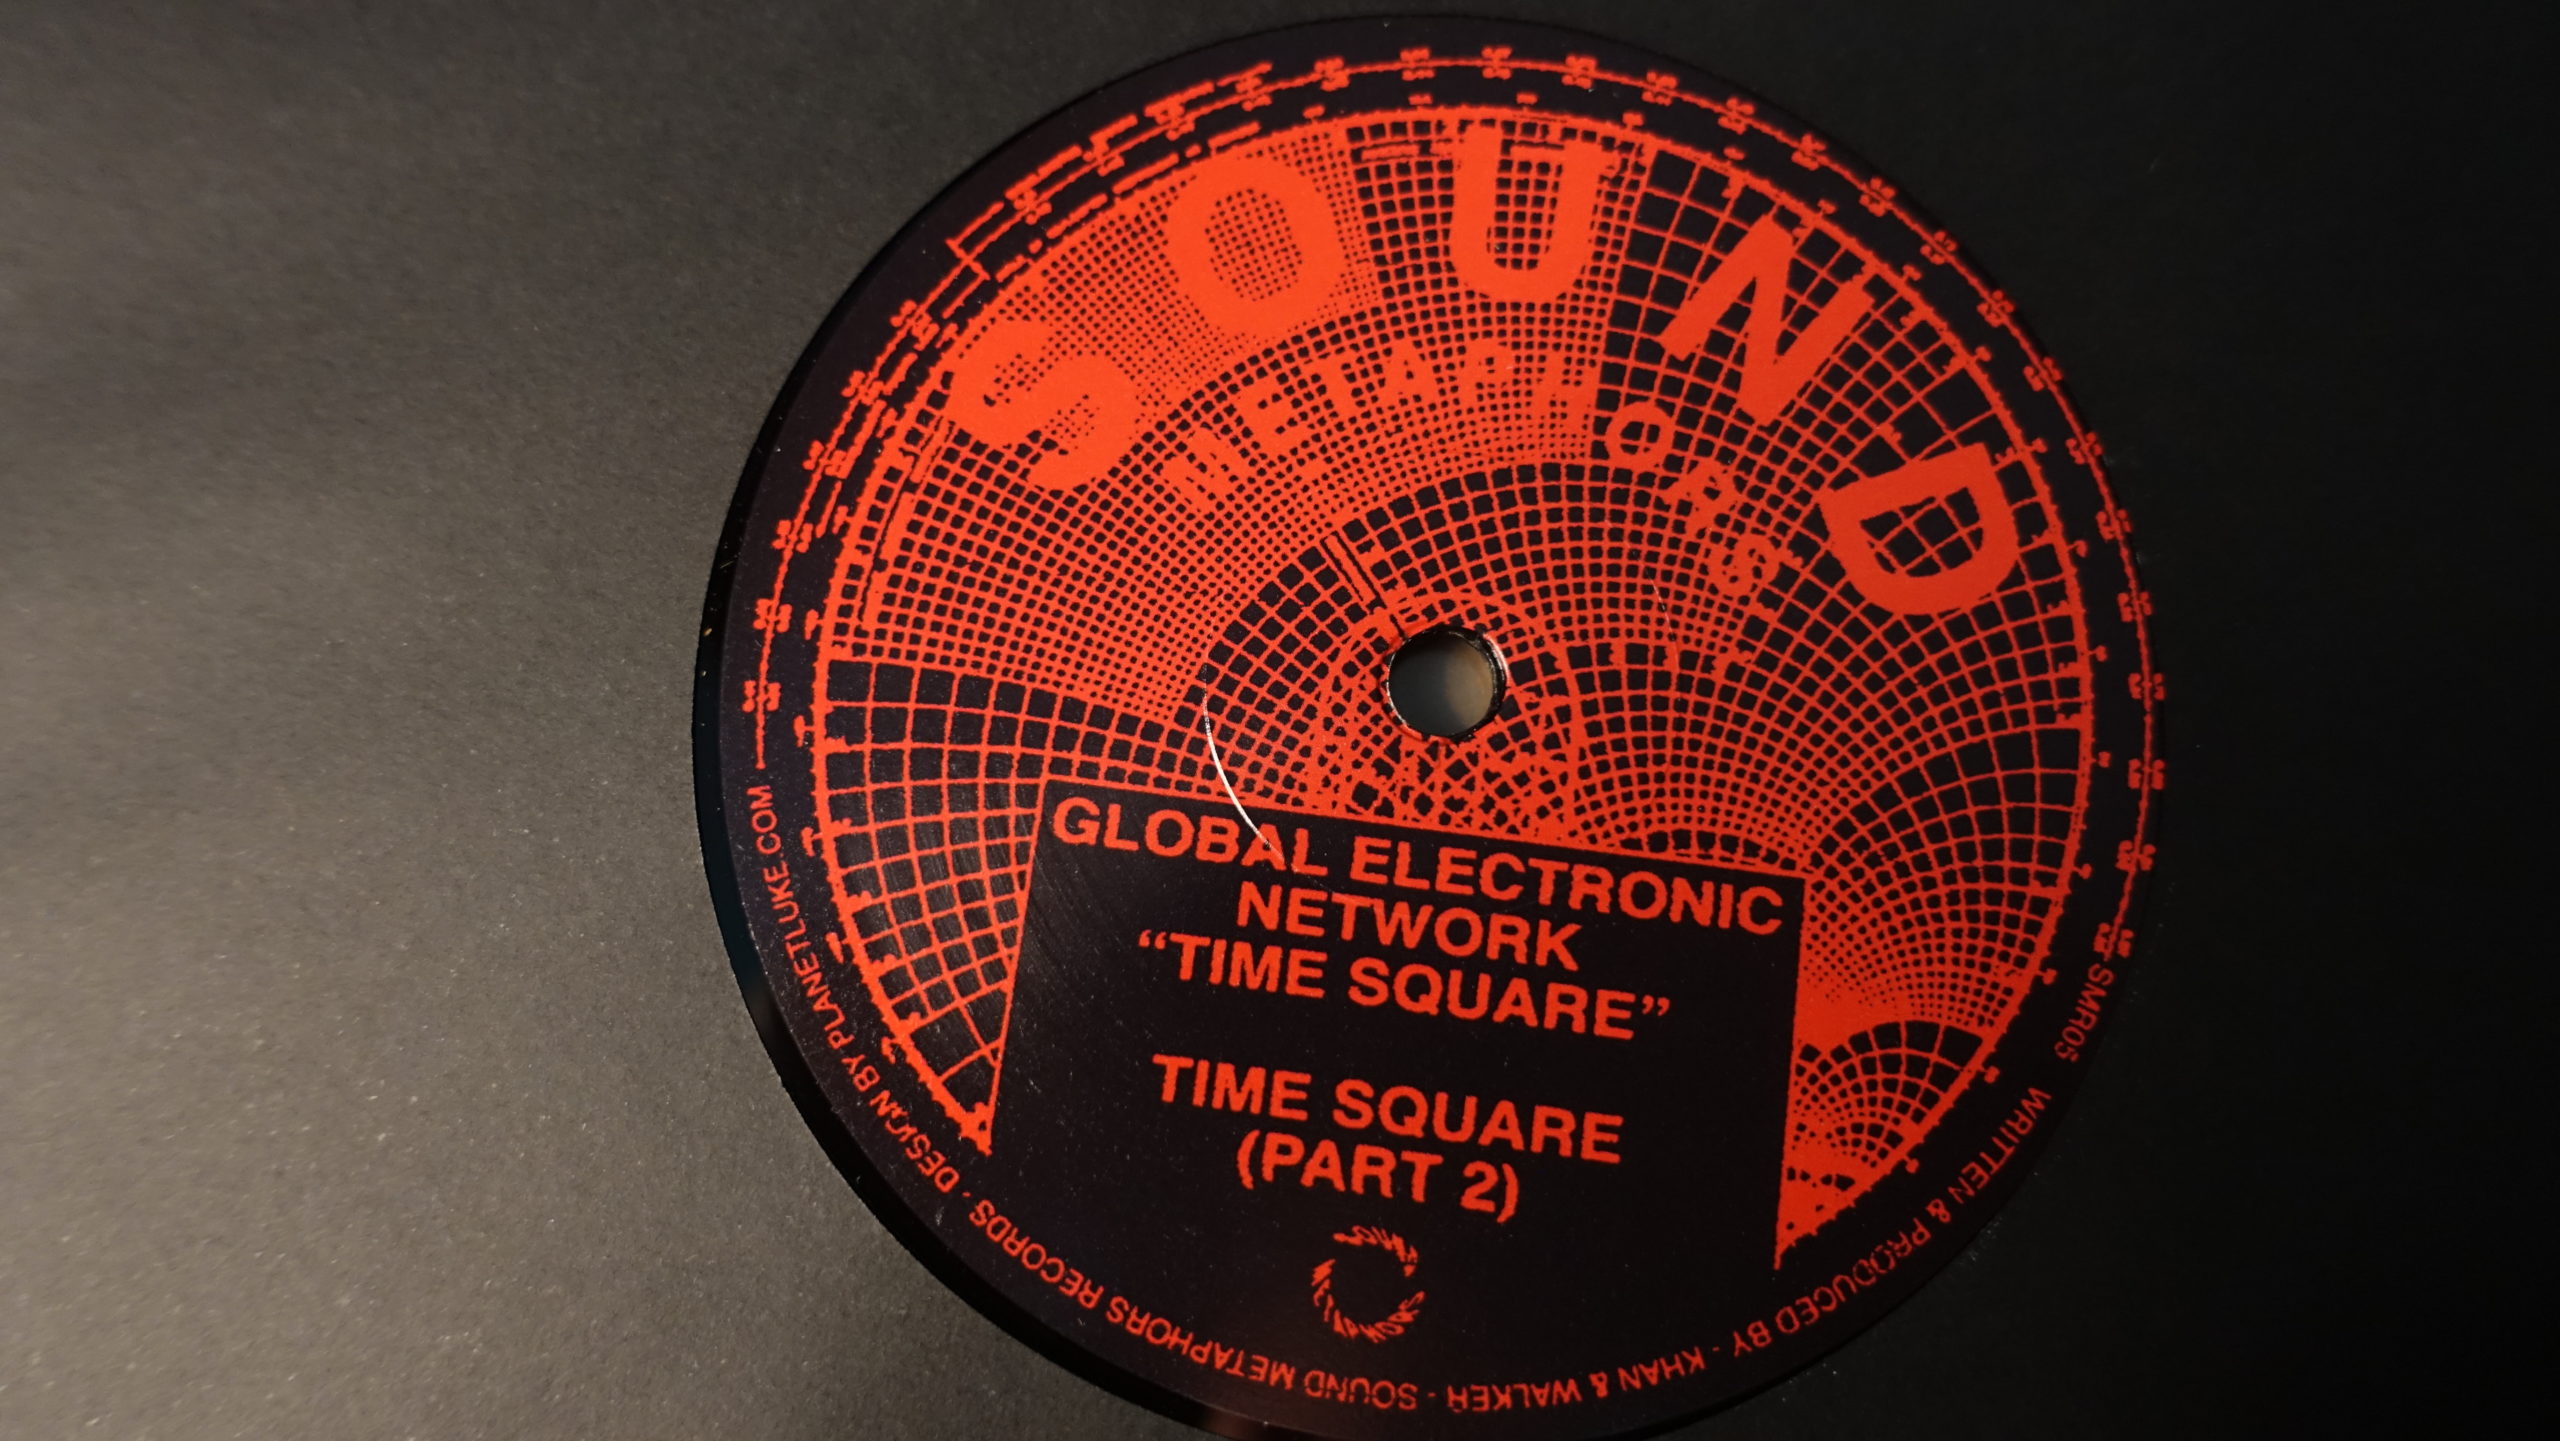 SOUND
METAPHORS
GLOBAL ELECTRONIC
NETWORK
“TIME SQUARE”
TIME SQUARE
(PART 2)
METAPHORS
SMR05 WRITTEN & PRODUCED BY - KHAN & WALKER - SOUND METAPHORS RECORDS - DESIGN BY PLANETLUKE.COM